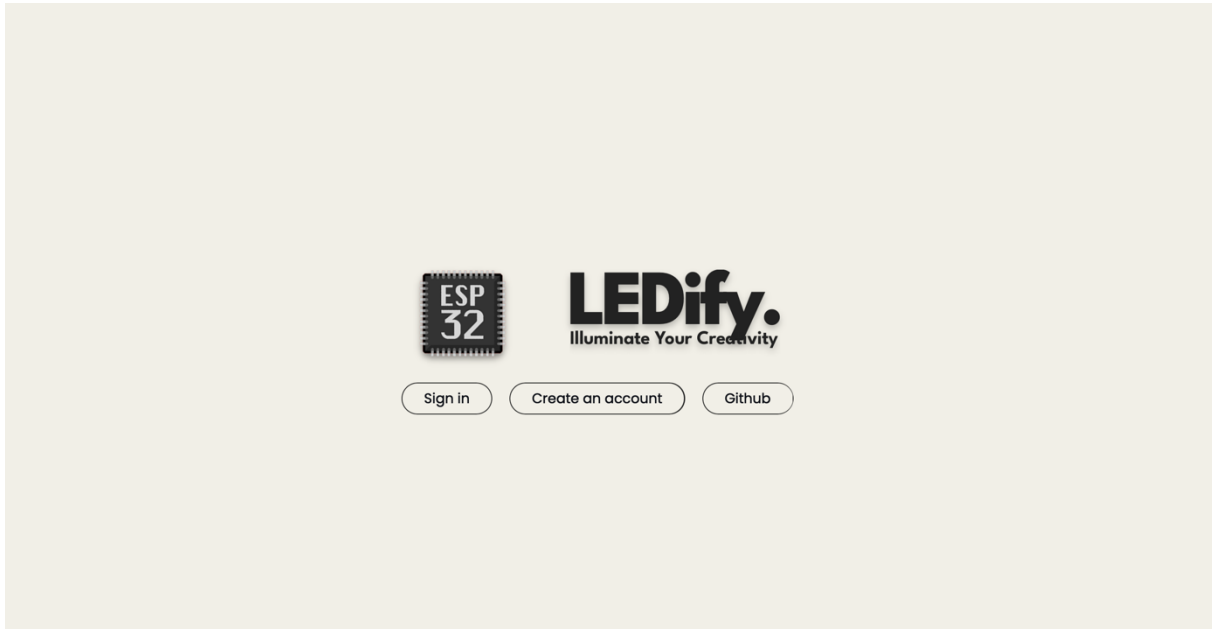 ESP
32
LEDify.
Illuminate Your Creativity
Sign in
Create an account
Github